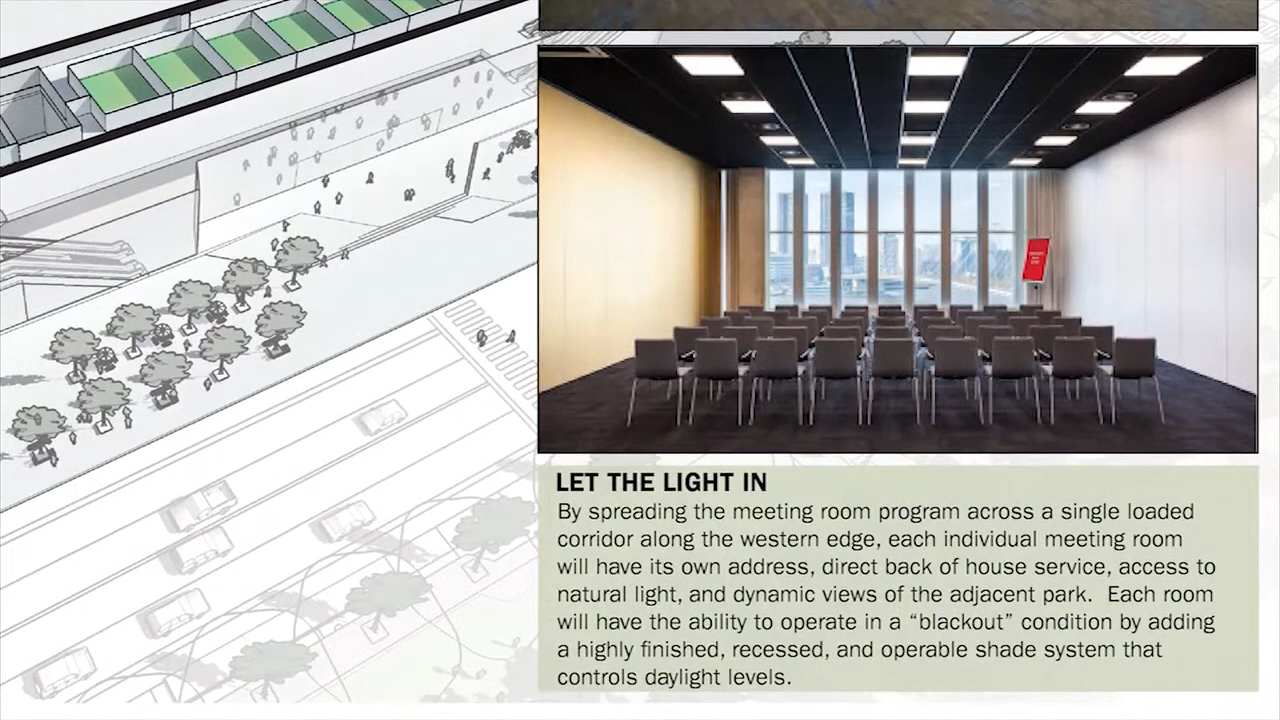 LET THE LIGHT IN
By spreading the meeting room program across a single loaded
corridor along the western edge, each individual meeting room
will have its own address, direct back of house service, access to
natural light, and dynamic views of the adjacent park.  Each room
will have the ability to operate in a “blackout” condition by adding
a highly finished, recessed, and operable shade system that
controls daylight levels.